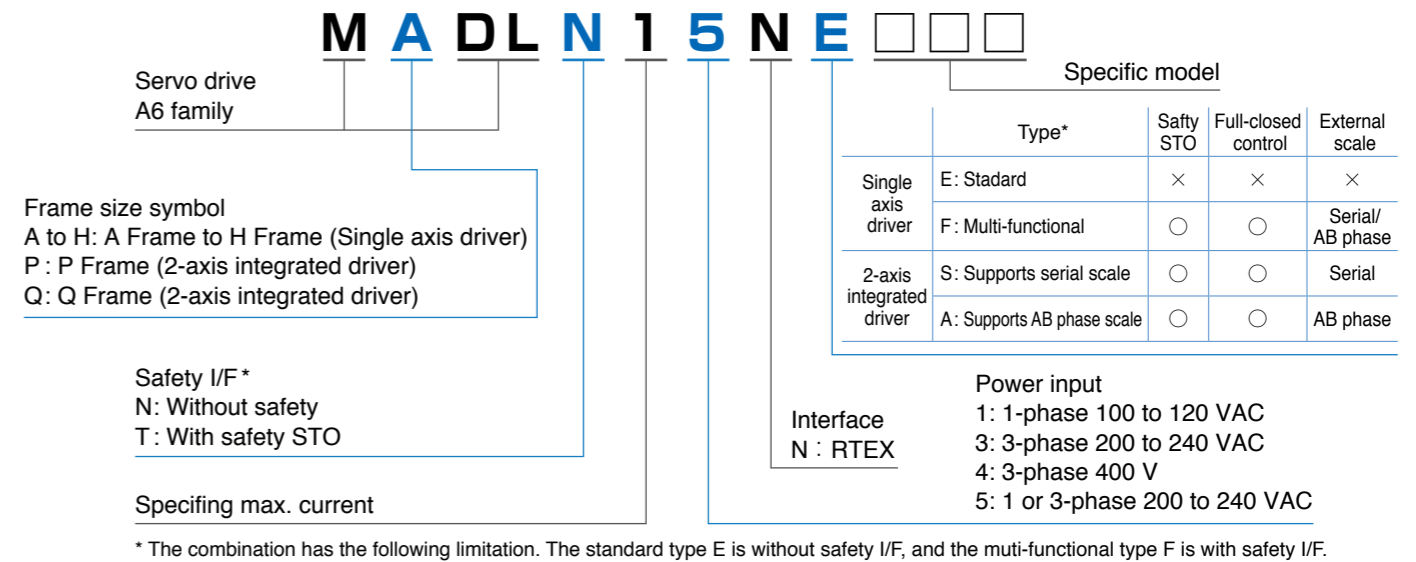 M A D L N 1 5 N E □ □ □
Servo drive
A6 family
Specific model
Type*
Safty
STO
Full-closed
control
External
scale
Single
axis
driver
E: Stadard
×
×
×
F: Multi-functional
○
○
Serial/
AB phase
2-axis
integrated
driver
S: Supports serial scale
○
○
Serial
A: Supports AB phase scale
○
○
AB phase
Frame size symbol
A to H: A Frame to H Frame (Single axis driver)
P : P Frame (2-axis integrated driver)
Q: Q Frame (2-axis integrated driver)
Safety I/F*
N: Without safety
T : With safety STO
Specifing max. current
Interface
N : RTEX
Power input
1: 1-phase 100 to 120 VAC
3: 3-phase 200 to 240 VAC
4: 3-phase 400 V
5: 1 or 3-phase 200 to 240 VAC
* The combination has the following limitation. The standard type E is without safety I/F, and the muti-functional type F is with safety I/F.